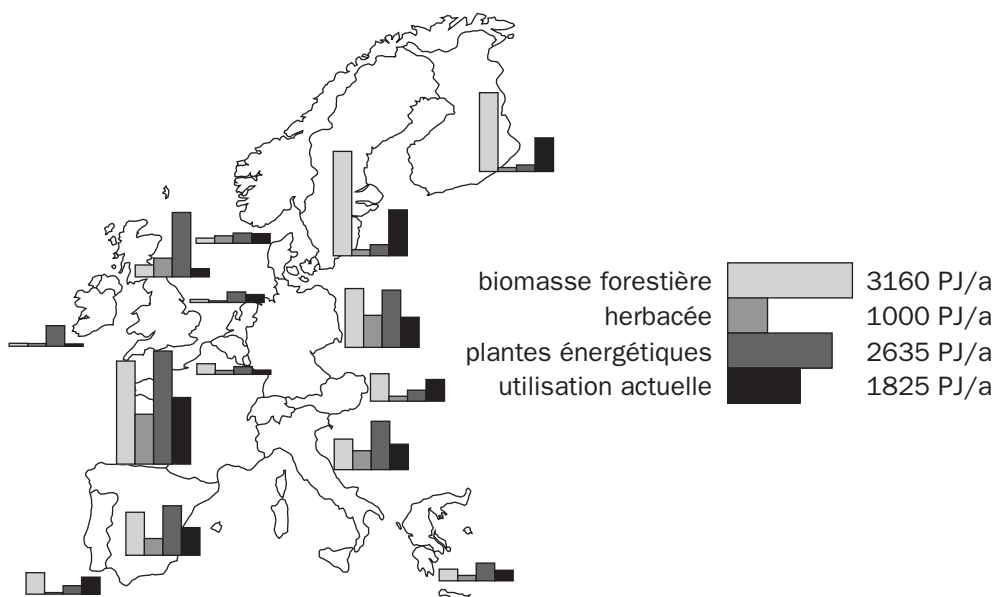 biomasse forestière 3160 PJ/a
herbacée 1000 PJ/a
plantes énergétiques 2635 PJ/a
utilisation actuelle 1825 PJ/a